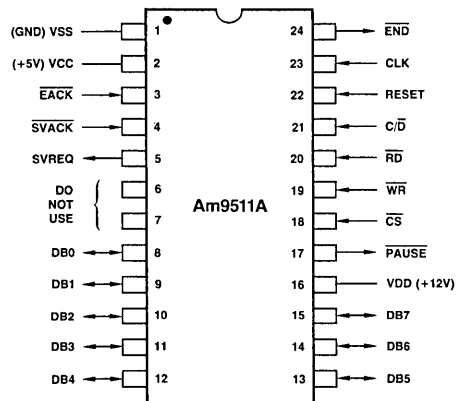 (GND) VSS 1 24 END
(+5V) VCC 2 23 CLK
EACK 3 22 RESET
SVACK 4 21 C/D
SVREQ 5 20 RD
DO NOT USE
6 19 WR
7 18 CS
Am9511A
17 PAUSE
DB0 8
DB1 9 16 VDD (+12V)
DB2 10 15 DB7
DB3 11 14 DB6
DB4 12 13 DB5